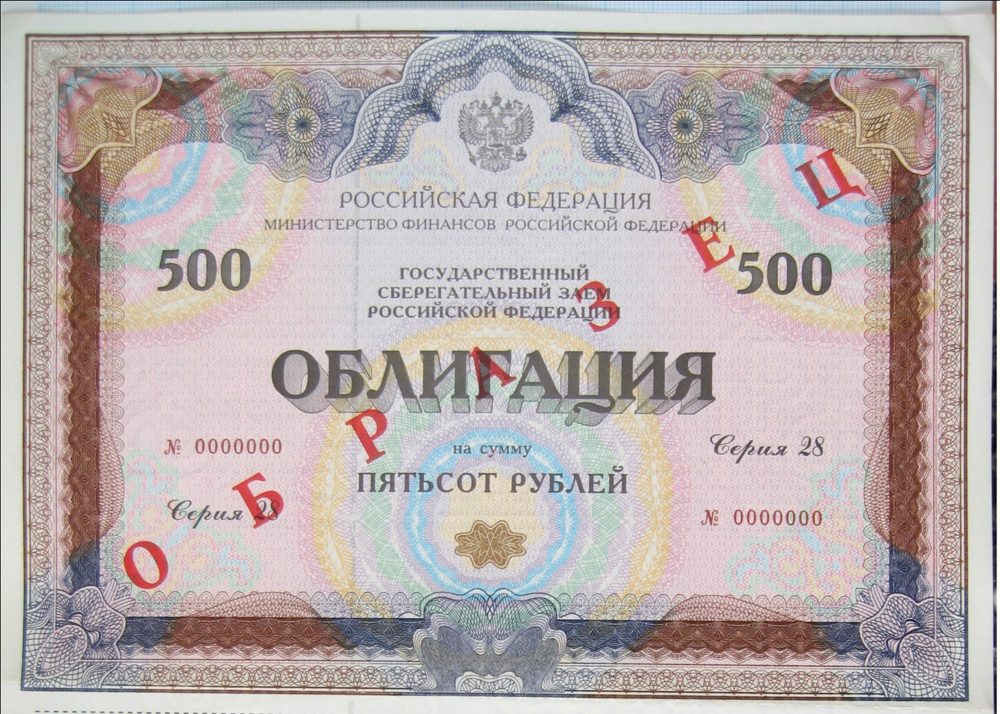 РОССИЙСКАЯ ФЕДЕРАЦИЯ
МИНИСТЕРСТВО ФИНАНСОВ РОССИЙСКОЙ ФЕДЕРАЦИИ
500
500
ГОСУДАРСТВЕННЫЙ
СБЕРЕГАТЕЛЬНЫЙ ЗАЕМ
РОССИЙСКОЙ ФЕДЕРАЦИИ
ОБЛИГАЦИЯ
№ 0000000
на сумму
Серия 28
ПЯТЬСОТ РУБЛЕЙ
Серия 28
№ 0000000
ОБРАЗЕЦ